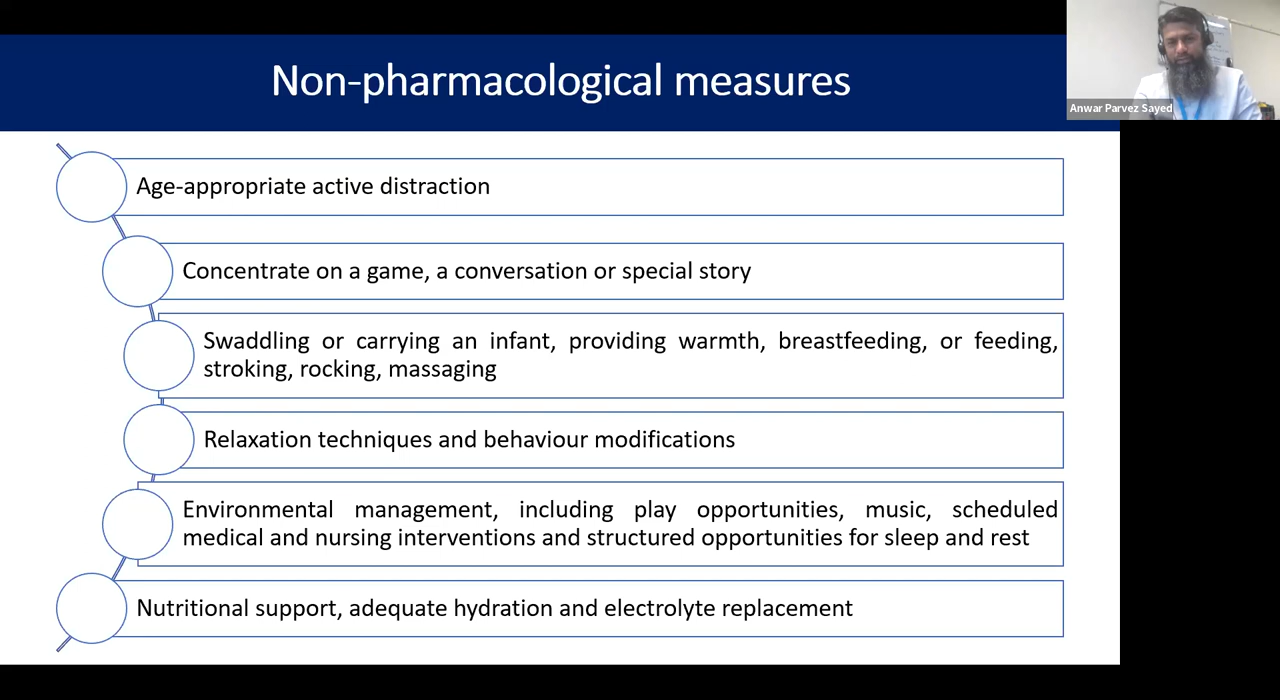 Non-pharmacological measures
Anwar Parvez Sayed
Age-appropriate active distraction
Concentrate on a game, a conversation or special story
Swaddling or carrying an infant, providing warmth, breastfeeding, or feeding,
stroking, rocking, massaging
Relaxation techniques and behaviour modifications
Environmental management, including play opportunities, music, scheduled
medical and nursing interventions and structured opportunities for sleep and rest
Nutritional support, adequate hydration and electrolyte replacement